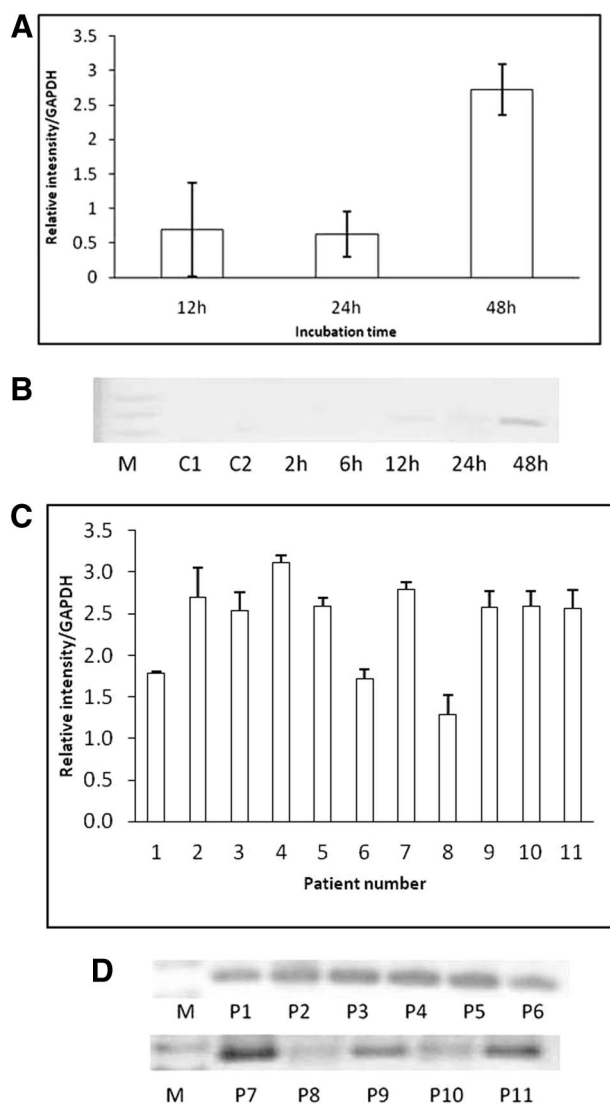 A
Relative intesnsity/GAPDH
3.5
3
2.5
2
1.5
1
0.5
0
12h 24h 48h
Incubation time
B
M C1 C2 2h 6h 12h 24h 48h
C
Relative intensity/GAPDH
3.5
3.0
2.5
2.0
1.5
1.0
0.5
0.0
1 2 3 4 5 6 7 8 9 10 11
Patient number
D
M P1 P2 P3 P4 P5 P6
M P7 P8 P9 P10 P11